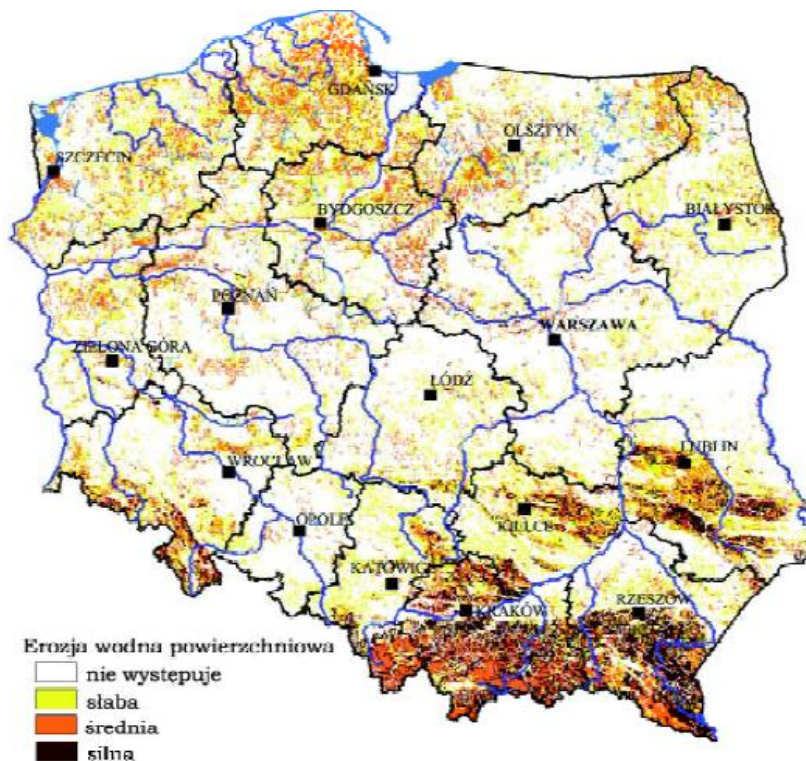 GDAŃSK
OLSZTYN
SZCZECIN
BYDGOSZCZ
BIAŁYSTOK
POZNAŃ
WARSZAWA
ZIELONA GÓRA
ŁÓDŹ
LUBLIN
WROCŁAW
OPOLE
KIELCE
KATOWICE
KRAKÓW
RZESZÓW
Erozja wodna powierzchniowa
nie występuje
słaba
średnia
silna